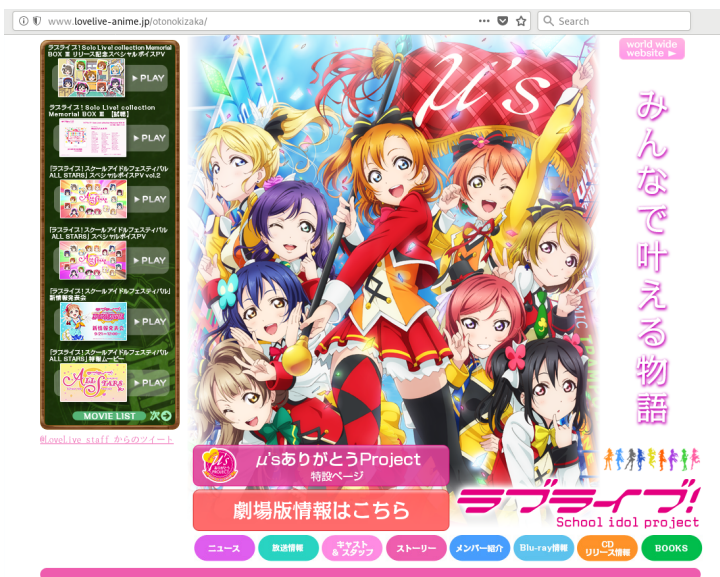 www.lovelive-anime.jp/otonokizaka/
Search
ラブライブ！Solo Live! collection Memorial
BOX Ⅲ リリース記念スペシャルボイスPV
PLAY
ラブライブ！Solo Live! collection
Memorial BOX Ⅲ 【試聴】
PLAY
「ラブライブ！スクールアイドルフェスティバル
ALL STARS」スペシャルボイスPV vol.2
PLAY
「ラブライブ！スクールアイドルフェスティバル
ALL STARS」スペシャルボイスPV
PLAY
「ラブライブ！スクールアイドルフェスティバル」
新情報発表会
新情報発表会
PLAY
「ラブライブ！スクールアイドルフェスティバル
ALL STARS」特報ムービー
ALL STARS
PLAY
MOVIE LIST 次
@LoveLive_staff からのツイート
μ's
world wide
website
みんなで叶える物語
μ's
μ'sありがとうProject
特設ページ
劇場版情報はこちら
ラブライブ!
School idol project
ニュース
放送情報
キャスト
& スタッフ
ストーリー
メンバー紹介
Blu-ray情報
CD
リリース情報
BOOKS